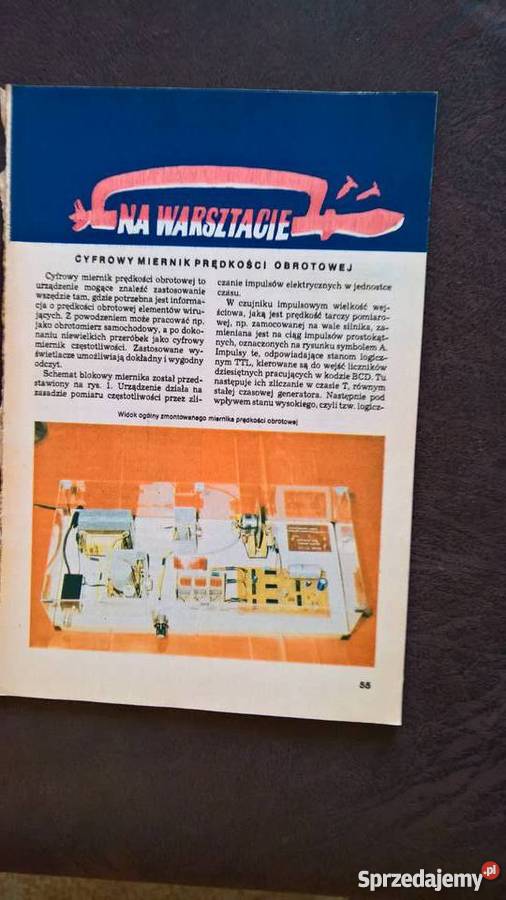 NA WARSZTACIE
CYFROWY MIERNIK PRĘDKOŚCI OBROTOWEJ
Cyfrowy miernik prędkości obrotowej to
urządzenie mogące znaleźć zastosowanie
wszędzie tam, gdzie potrzebna jest informa-
cja o prędkości obrotowej elementów wiru-
jących. Z powodzeniem może pracować np.
jako obrotomierz samochodowy, a po doko-
naniu niewielkich przeróbek jako cyfrowy
miernik częstotliwości. Zastosowane wy-
świetlacze umożliwiają dokładny i wygodny
odczyt.
Schemat blokowy miernika został przed-
stawiony na rys. 1. Urządzenie działa na
zasadzie pomiaru częstotliwości przez zli-
czanie impulsów elektrycznych w jednostce
czasu.
W czujniku impulsowym wielkość wej-
ściowa, jaką jest prędkość tarczy pomiaro-
wej, np. zamocowanej na wale silnika, za-
mieniana jest na ciąg impulsów prostokąt-
nych, oznaczonych na rysunku symbolem A.
Impulsy te, odpowiadające stanom logicz-
nym TTL, kierowane są do wejść liczników
dziesiętnych pracujących w kodzie BCD. Tu
następuje ich zliczanie w czasie T, równym
stałej czasowej generatora. Następnie pod
wpływem stanu wysokiego, czyli tzw. logicz-
Widok ogólny zmontowanego miernika prędkości obrotowej
55
Sprzedajemy.pl